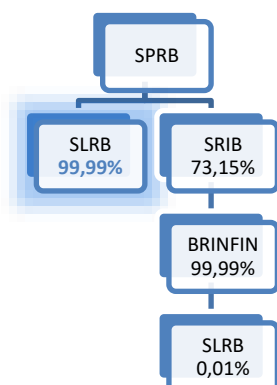 SPRB
SLRB
99,99%
SRIB
73,15%
BRINFIN
99,99%
SLRB
0,01%